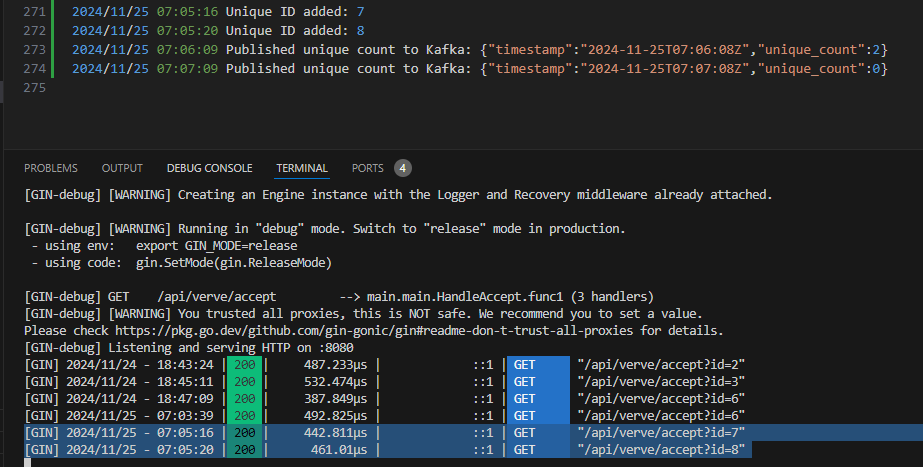 271 2024/11/25 07:05:16 Unique ID added: 7
272 2024/11/25 07:05:20 Unique ID added: 8
273 2024/11/25 07:06:09 Published unique count to Kafka: {"timestamp":"2024-11-25T07:06:08Z","unique_count":2}
274 2024/11/25 07:07:09 Published unique count to Kafka: {"timestamp":"2024-11-25T07:07:08Z","unique_count":0}
275
PROBLEMS OUTPUT DEBUG CONSOLE TERMINAL PORTS 4
[GIN-debug] [WARNING] Creating an Engine instance with the Logger and Recovery middleware already attached.
[GIN-debug] [WARNING] Running in "debug" mode. Switch to "release" mode in production.
 - using env:   export GIN_MODE=release
 - using code:  gin.SetMode(gin.ReleaseMode)
[GIN-debug] GET    /api/verve/accept         --> main.main.HandleAccept.func1 (3 handlers)
[GIN-debug] [WARNING] You trusted all proxies, this is NOT safe. We recommend you to set a value.
Please check https://pkg.go.dev/github.com/gin-gonic/gin#readme-don-t-trust-all-proxies for details.
[GIN-debug] Listening and serving HTTP on :8080
[GIN] 2024/11/24 - 18:43:24 | 200 |     487.233µs |             ::1 | GET      "/api/verve/accept?id=2"
[GIN] 2024/11/24 - 18:45:11 | 200 |     532.474µs |             ::1 | GET      "/api/verve/accept?id=3"
[GIN] 2024/11/24 - 18:47:09 | 200 |     387.849µs |             ::1 | GET      "/api/verve/accept?id=6"
[GIN] 2024/11/25 - 07:03:39 | 200 |     492.825µs |             ::1 | GET      "/api/verve/accept?id=6"
[GIN] 2024/11/25 - 07:05:16 | 200 |     442.811µs |             ::1 | GET      "/api/verve/accept?id=7"
[GIN] 2024/11/25 - 07:05:20 | 200 |      461.01µs |             ::1 | GET      "/api/verve/accept?id=8"